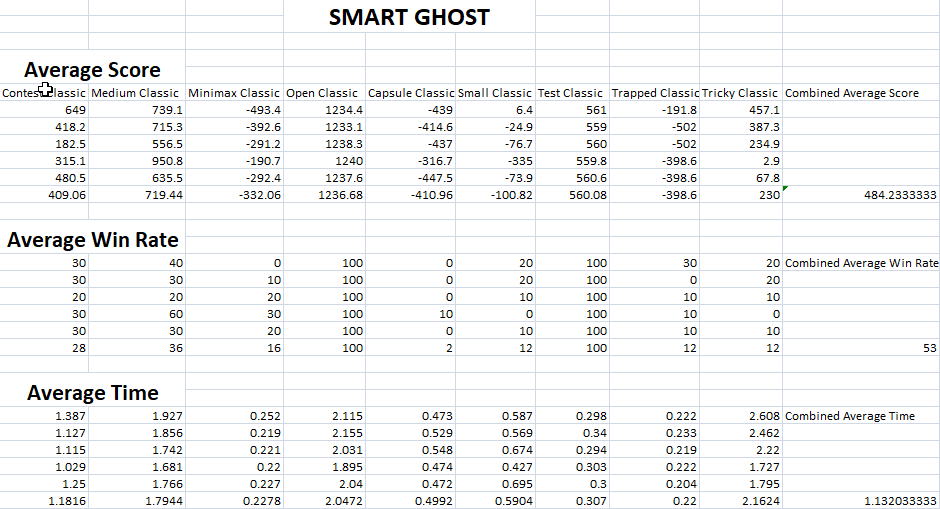 SMART GHOST
Average Score
Contest Classic Medium Classic Minimax Classic Open Classic Capsule Classic Small Classic Test Classic Trapped Classic Tricky Classic Combined Average Score
649 739.1 -493.4 1234.4 -439 6.4 561 -191.8 457.1
418.2 715.3 -392.6 1233.1 -414.6 -24.9 559 -502 387.3
182.5 556.5 -291.2 1238.3 -437 -76.7 560 -502 234.9
315.1 950.8 -190.7 1240 -316.7 -335 559.8 -398.6 2.9
480.5 635.5 -292.4 1237.6 -447.5 -73.9 560.6 -398.6 67.8
409.06 719.44 -332.06 1236.68 -410.96 -100.82 560.08 -398.6 230 484.2333333
Average Win Rate
30 40 0 100 0 20 100 30 20 Combined Average Win Rate
30 30 10 100 0 20 100 0 20
20 20 20 100 0 10 100 10 10
30 60 30 100 10 0 100 10 0
30 30 20 100 0 10 100 10 10
28 36 16 100 2 12 100 12 12 53
Average Time
1.387 1.927 0.252 2.115 0.473 0.587 0.298 0.222 2.608 Combined Average Time
1.127 1.856 0.219 2.155 0.529 0.569 0.34 0.233 2.462
1.115 1.742 0.221 2.031 0.548 0.674 0.294 0.219 2.22
1.029 1.681 0.22 1.895 0.474 0.427 0.303 0.222 1.727
1.25 1.766 0.227 2.04 0.472 0.695 0.3 0.204 1.795
1.1816 1.7944 0.2278 2.0472 0.4992 0.5904 0.307 0.22 2.1624 1.132033333